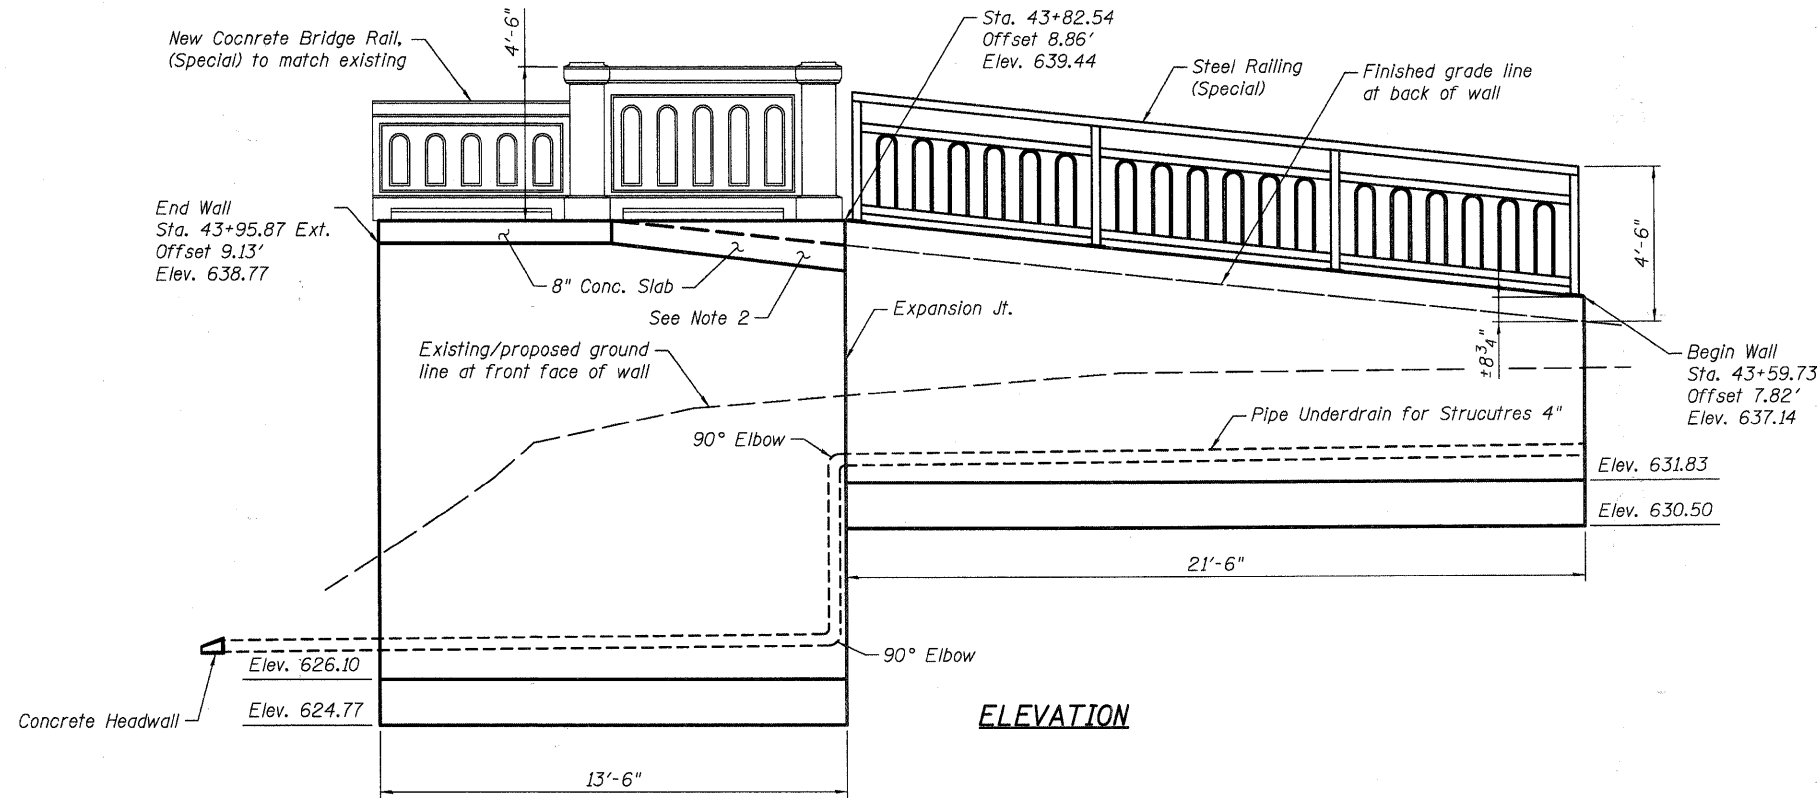 New Cocnrete Bridge Rail,
(Special) to match existing
4'-6"
Sta. 43+82.54
Offset 8.86'
Elev. 639.44
Steel Railing
(Special)
Finished grade line
at back of wall
End Wall
Sta. 43+95.87 Ext.
Offset 9.13'
Elev. 638.77
8" Conc. Slab
See Note 2
Expansion Jt.
4'-6"
±8¾"
Existing/proposed ground
line at front face of wall
Begin Wall
Sta. 43+59.73
Offset 7.82'
Elev. 637.14
90° Elbow
Pipe Underdrain for Strucutres 4"
Elev. 631.83
Elev. 630.50
21'-6"
90° Elbow
Elev. 626.10
Elev. 624.77
Concrete Headwall
ELEVATION
13'-6"